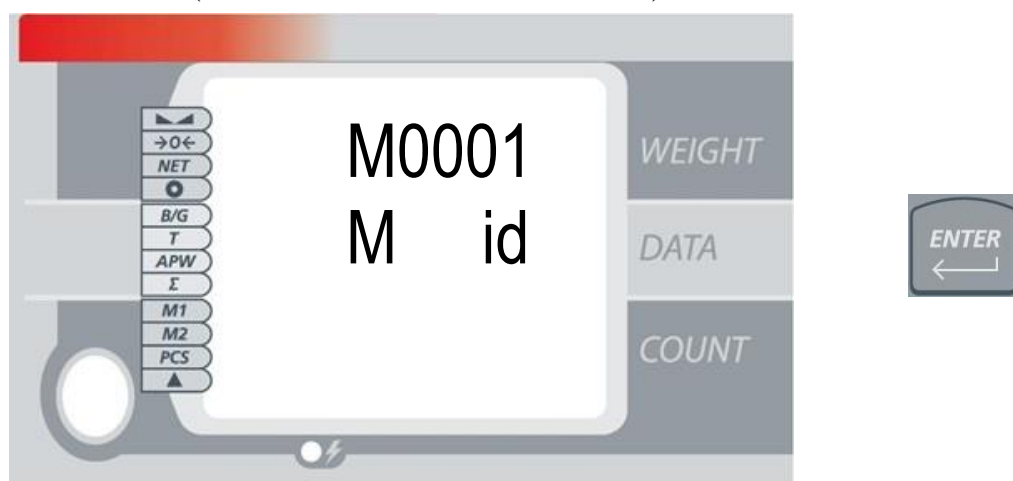 M0001
WEIGHT
→0←
NET
B/G
M id
DATA
T
APW
Σ
M1
M2
PCS
COUNT
ENTER